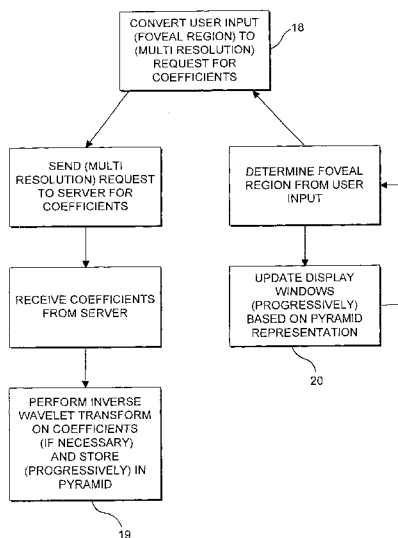 CONVERT USER INPUT
(FOVEAL REGION) TO
(MULTI RESOLUTION)
REQUEST FOR
COEFFICIENTS
18
SEND (MULTI
RESOLUTION) REQUEST
TO SERVER FOR
COEFFICIENTS
DETERMINE FOVEAL
REGION FROM USER
INPUT
RECEIVE COEFFICIENTS
FROM SERVER
UPDATE DISPLAY
WINDOWS
(PROGRESSIVELY)
BASED ON PYRAMID
REPRESENTATION
20
PERFORM INVERSE
WAVELET TRANSFORM
ON COEFFICIENTS
(IF NECESSARY)
AND STORE
(PROGRESSIVELY) IN
PYRAMID
19